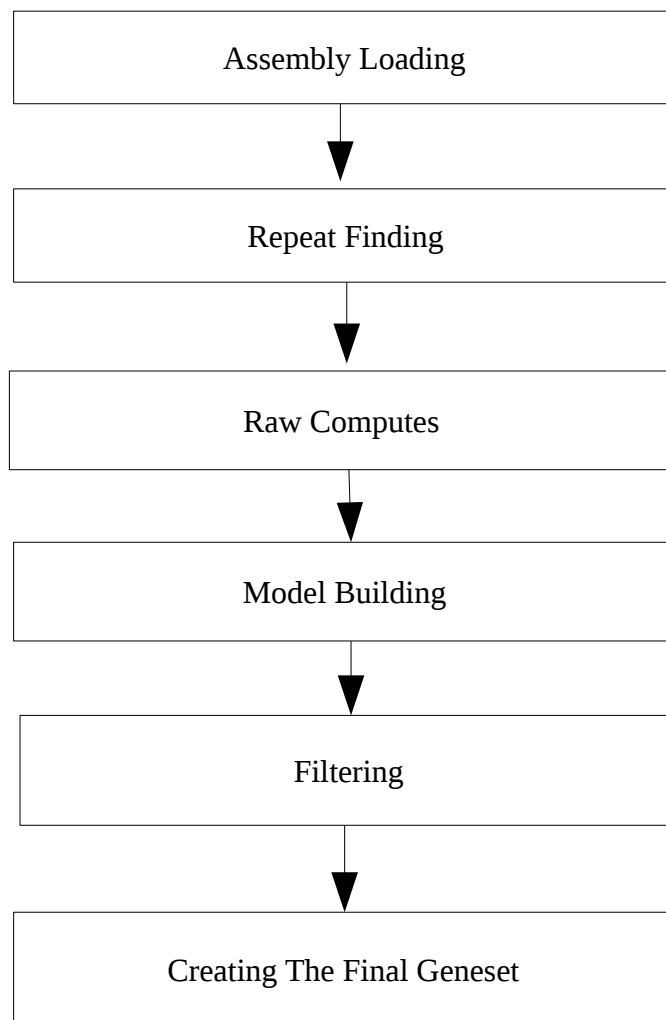 Assembly Loading
Repeat Finding
Raw Computes
Model Building
Filtering
Creating The Final Geneset